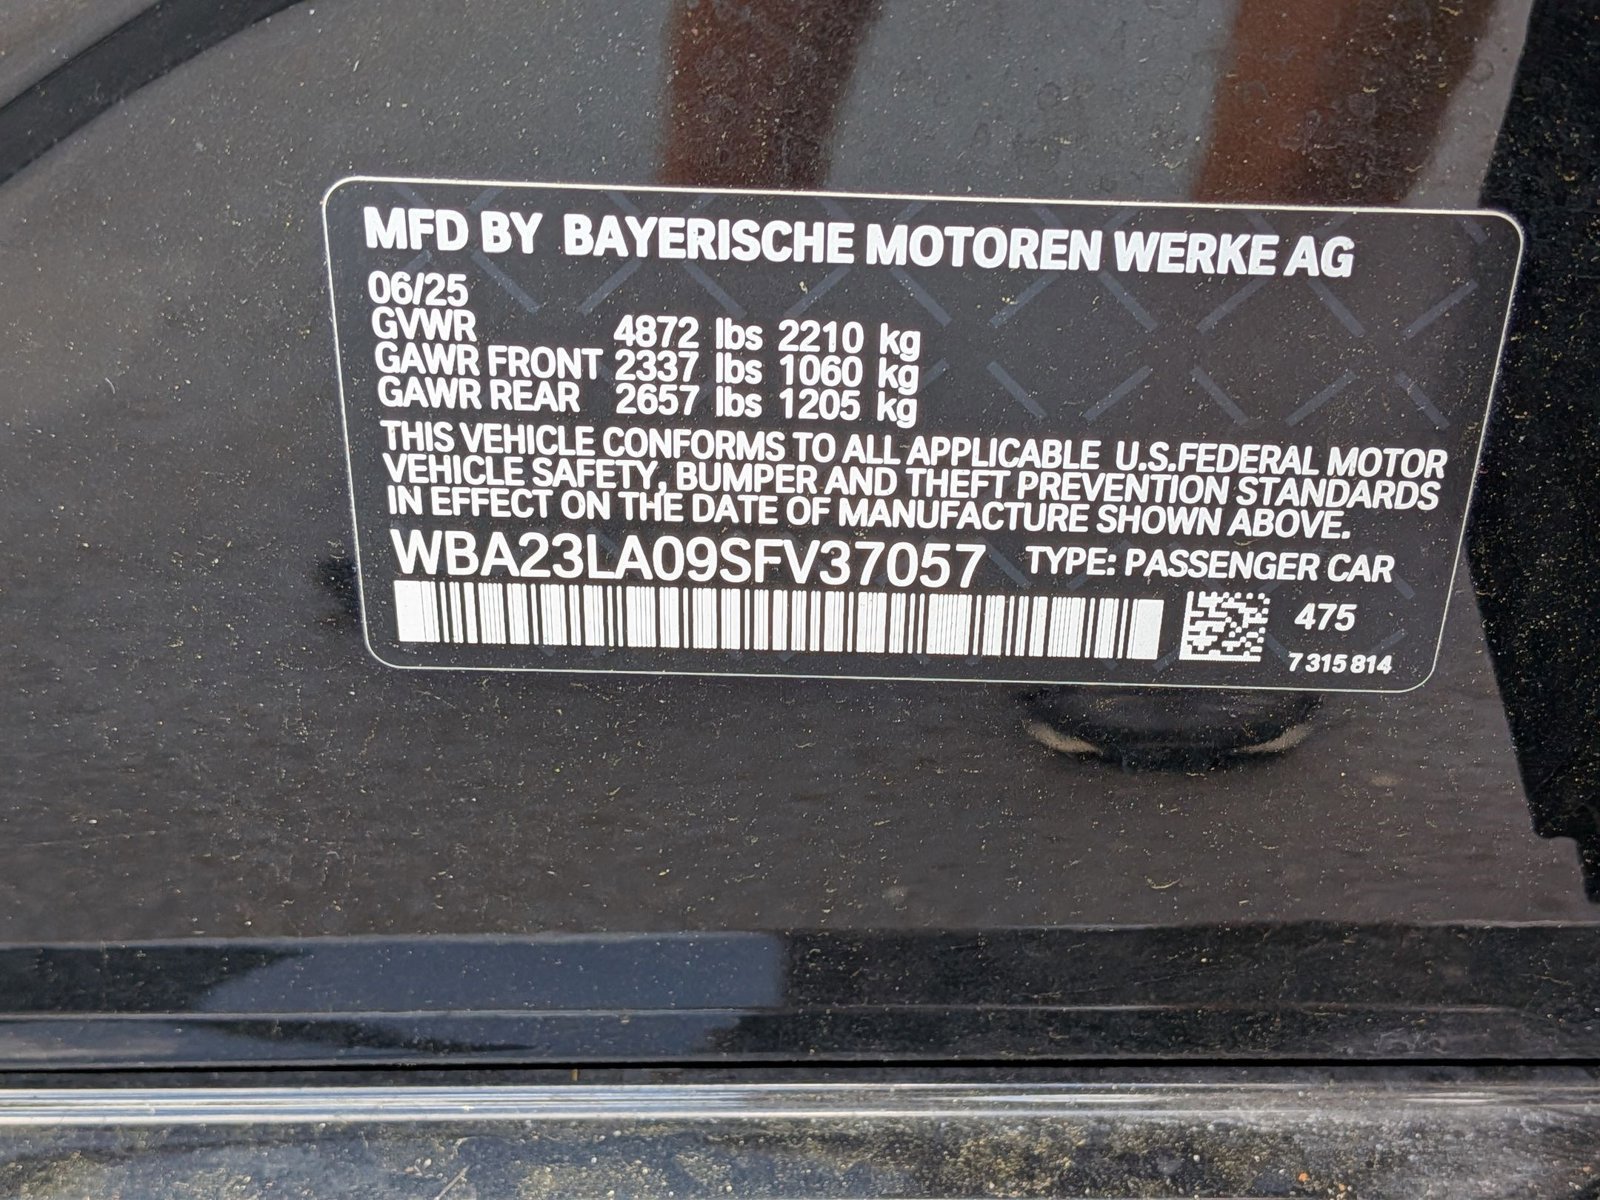 MFD BY BAYERISCHE MOTOREN WERKE AG
06/25
GVWR 4872 lbs 2210 kg
GAWR FRONT 2337 lbs 1060 kg
GAWR REAR 2657 lbs 1205 kg
THIS VEHICLE CONFORMS TO ALL APPLICABLE U.S.FEDERAL MOTOR
VEHICLE SAFETY, BUMPER AND THEFT PREVENTION STANDARDS
IN EFFECT ON THE DATE OF MANUFACTURE SHOWN ABOVE.
WBA23LA09SFV37057 TYPE: PASSENGER CAR
475
7 315 814